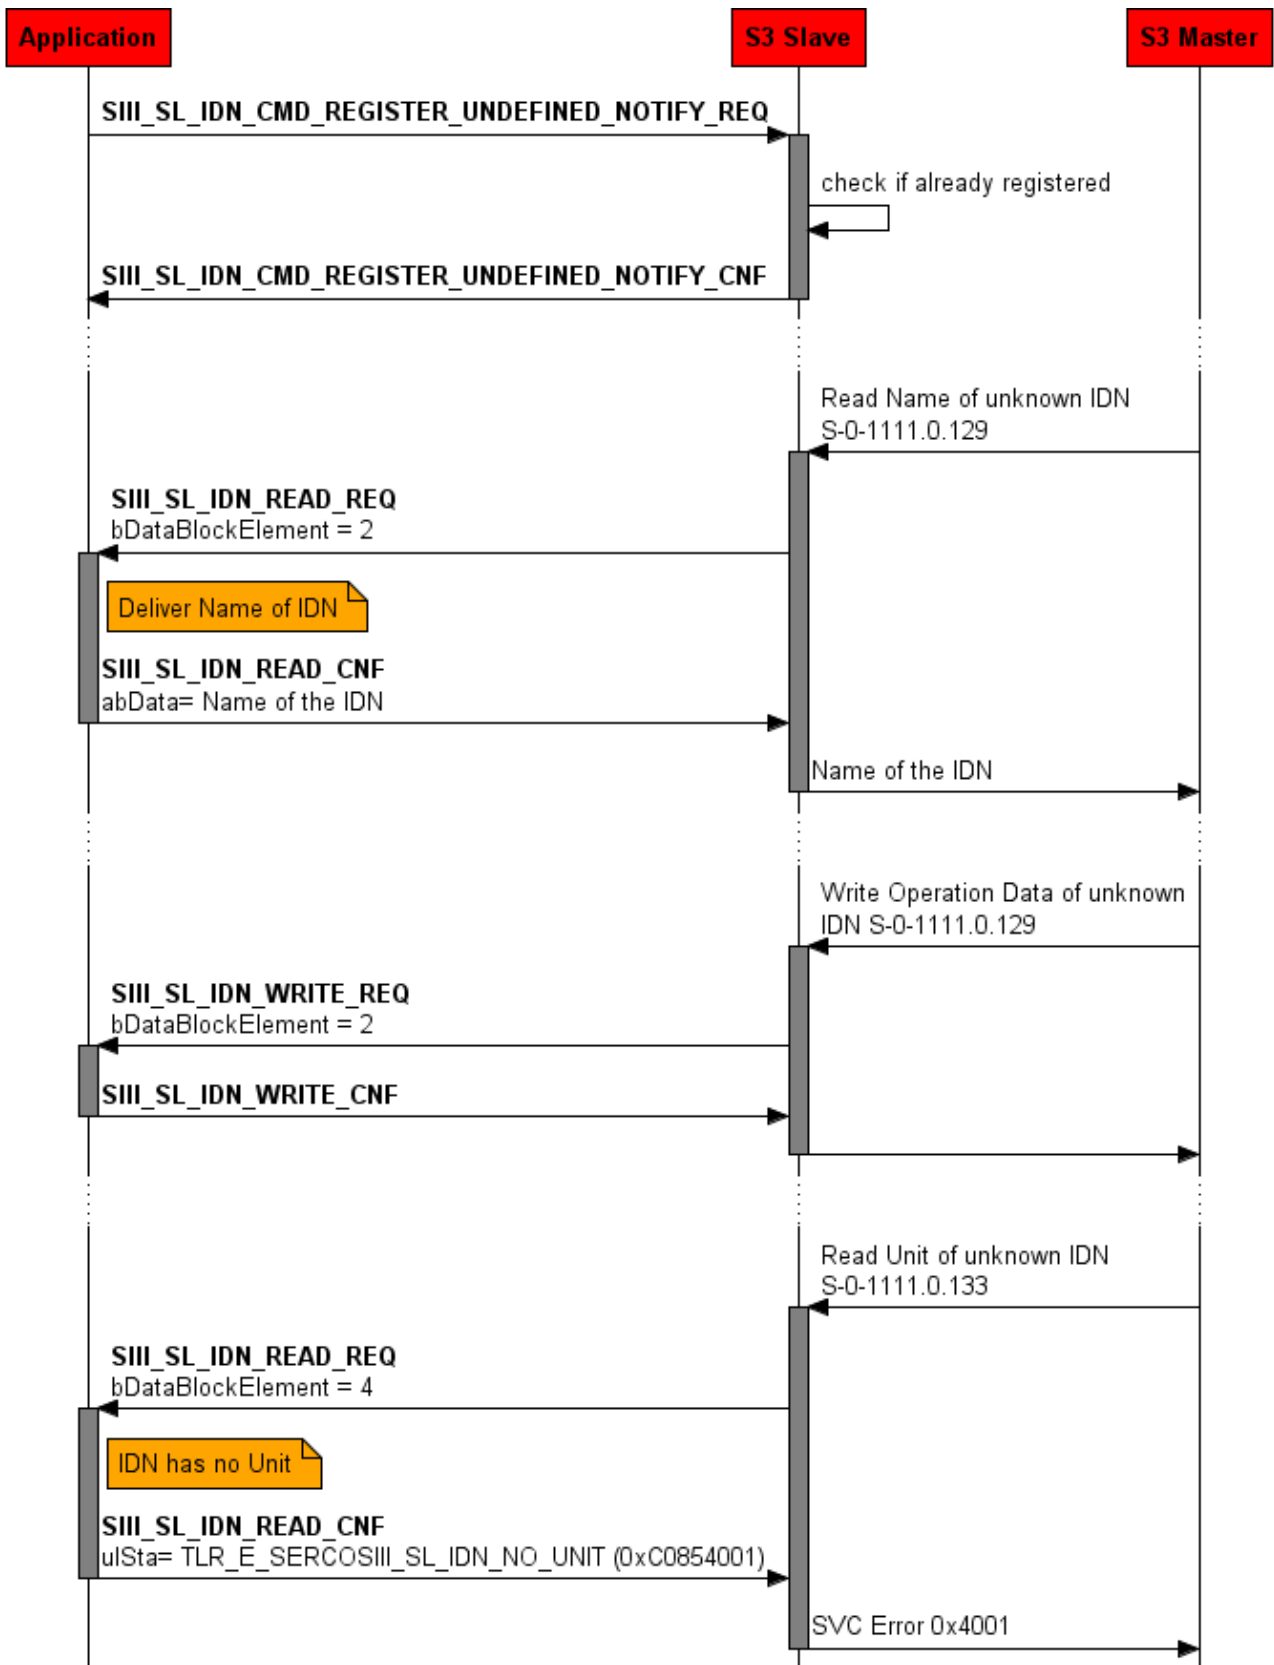 Application
S3 Slave
S3 Master
SIII_SL_IDN_CMD_REGISTER_UNDEFINED_NOTIFY_REQ
check if already registered
SIII_SL_IDN_CMD_REGISTER_UNDEFINED_NOTIFY_CNF
Read Name of unknown IDN
S-0-1111.0.129
SIII_SL_IDN_READ_REQ
bDataBlockElement = 2
Deliver Name of IDN
SIII_SL_IDN_READ_CNF
abData= Name of the IDN
Name of the IDN
Write Operation Data of unknown
IDN S-0-1111.0.129
SIII_SL_IDN_WRITE_REQ
bDataBlockElement = 2
SIII_SL_IDN_WRITE_CNF
Read Unit of unknown IDN
S-0-1111.0.133
SIII_SL_IDN_READ_REQ
bDataBlockElement = 4
IDN has no Unit
SIII_SL_IDN_READ_CNF
ulSta= TLR_E_SERCOSIII_SL_IDN_NO_UNIT (0xC0854001)
SVC Error 0x4001